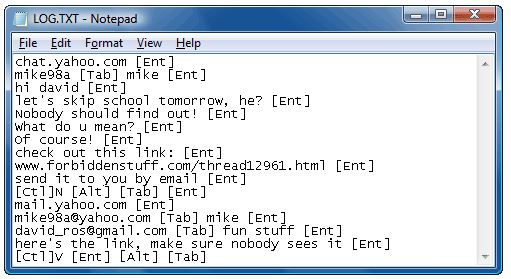 LOG.TXT - Notepad
File Edit Format View Help
chat.yahoo.com [Ent]
mike98a [Tab] mike [Ent]
hi david [Ent]
let's skip school tomorrow, he? [Ent]
Nobody should find out! [Ent]
What do u mean? [Ent]
Of course! [Ent]
check out this link: [Ent]
www.forbiddenstuff.com/thread12961.html [Ent]
send it to you by email [Ent]
[Ctl]N [Alt] [Tab] [Ent]
mail.yahoo.com [Ent]
mike98a@yahoo.com [Tab] mike [Ent]
david_ros@gmail.com [Tab] fun stuff [Ent]
here's the link, make sure nobody sees it [Ent]
[Ctl]V [Ent] [Alt] [Tab]